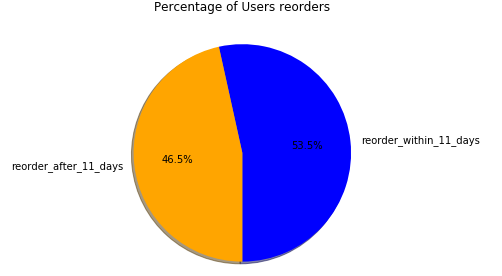 Percentage of Users reorders
reorder_within_11_days
53.5%
46.5%
reorder_after_11_days